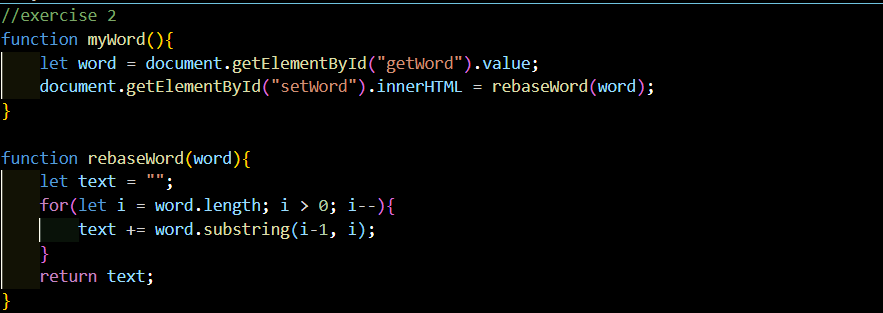 //exercise 2
function myWord(){
    let word = document.getElementById("getWord").value;
    document.getElementById("setWord").innerHTML = rebaseWord(word);
}

function rebaseWord(word){
    let text = "";
    for(let i = word.length; i > 0; i--){
        text += word.substring(i-1, i);
    }
    return text;
}